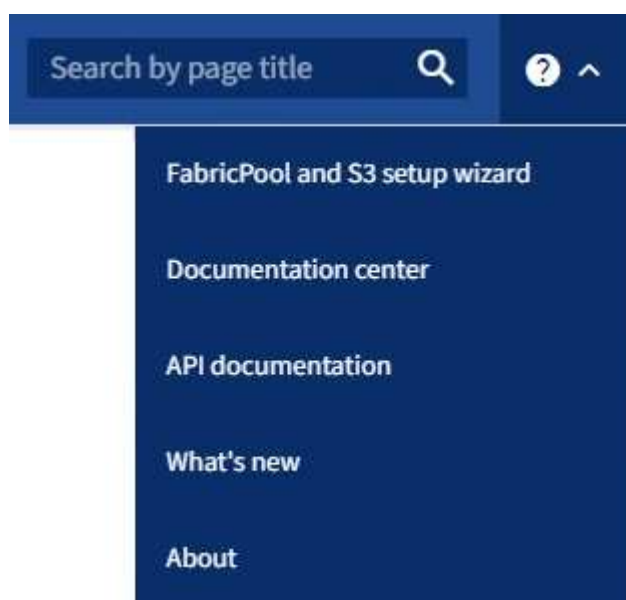 Search by page title
FabricPool and S3 setup wizard
Documentation center
API documentation
What's new
About